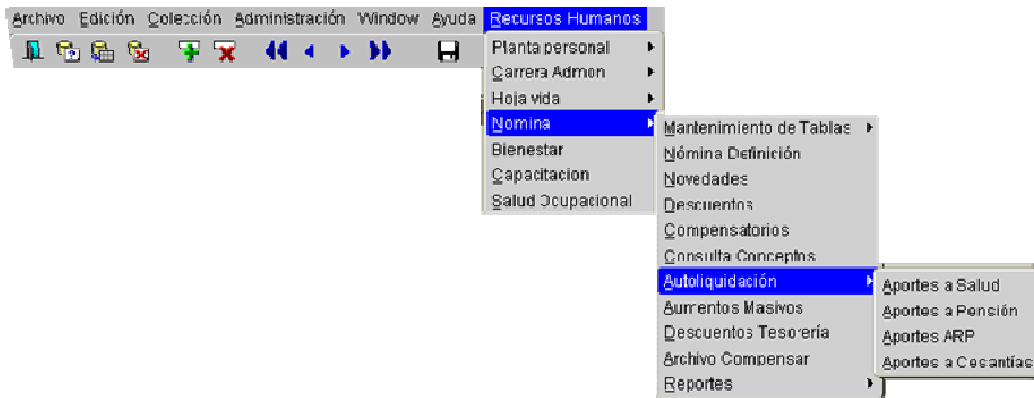 Archivo Edición Colección Administración Window Ayuda Recursos Humanos
Planta personal
Carrera Admon
Hoja vida
Nomina
Bienestar
Capacitacion
Salud Ocupacional
Mantenimiento de Tablas
Nómina Definición
Novedades
Descuentos
Compensatorios
Consulta Conceptos
Autoliquidación
Aumentos Masivos
Descuentos Tesorería
Archivo Compensar
Reportes
Aportes a Salud
Aportes a Pención
Aportes ARP
Aportes a Cesantías